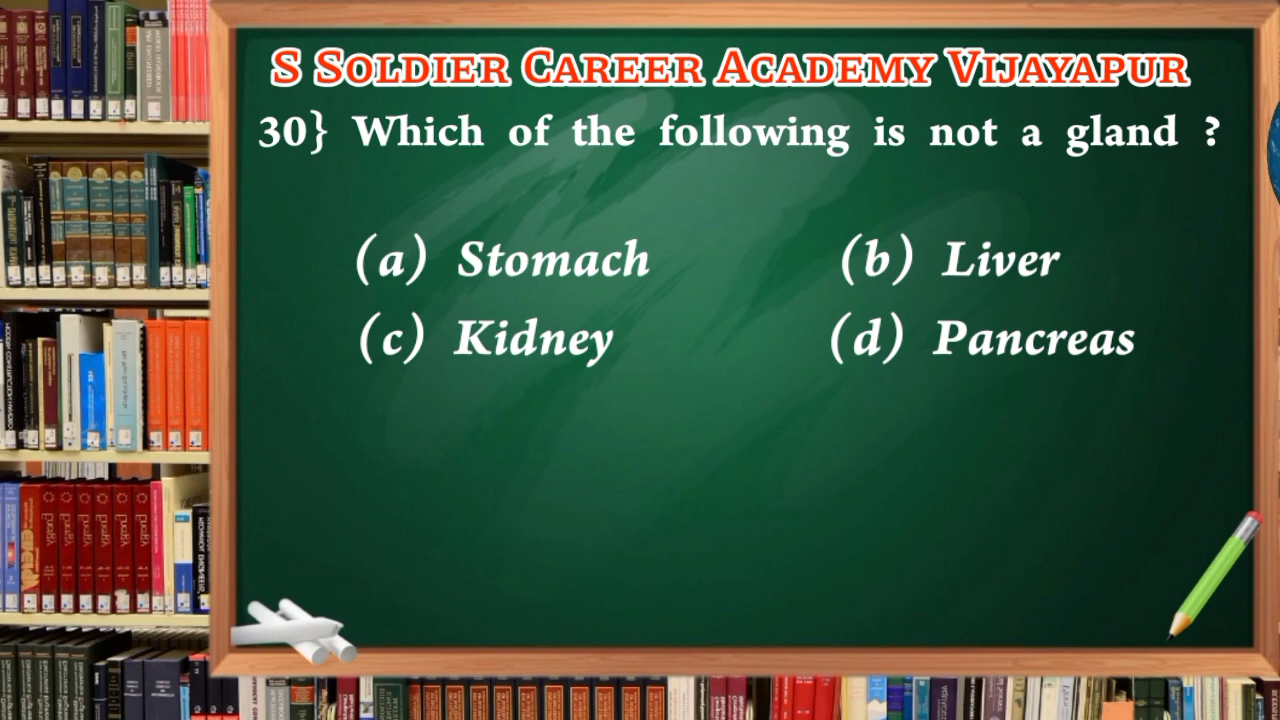 S Soldier Career Academy Vijayapur
30} Which of the following is not a gland ?
(a) Stomach (b) Liver
(c) Kidney (d) Pancreas